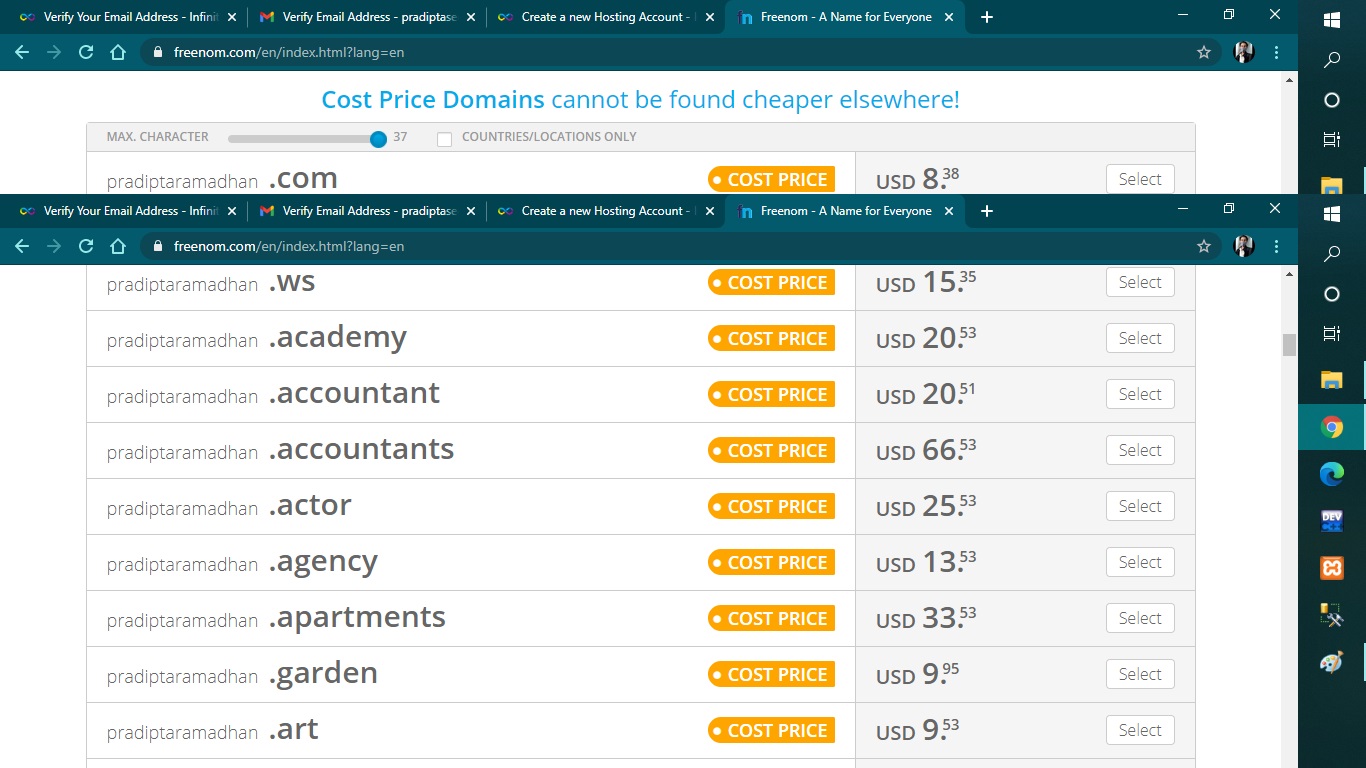 Verify Your Email Address - Infinit
Verify Email Address - pradiptase
Create a new Hosting Account -
Freenom - A Name for Everyone
freenom.com/en/index.html?lang=en
Cost Price Domains cannot be found cheaper elsewhere!
MAX. CHARACTER 37 COUNTRIES/LOCATIONS ONLY
pradiptaramadhan .com COST PRICE USD 8.38 Select
Verify Your Email Address - Infinit
Verify Email Address - pradiptase
Create a new Hosting Account -
Freenom - A Name for Everyone
freenom.com/en/index.html?lang=en
pradiptaramadhan .ws COST PRICE USD 15.35 Select
pradiptaramadhan .academy COST PRICE USD 20.53 Select
pradiptaramadhan .accountant COST PRICE USD 20.51 Select
pradiptaramadhan .accountants COST PRICE USD 66.53 Select
pradiptaramadhan .actor COST PRICE USD 25.53 Select
pradiptaramadhan .agency COST PRICE USD 13.53 Select
pradiptaramadhan .apartments COST PRICE USD 33.53 Select
pradiptaramadhan .garden COST PRICE USD 9.95 Select
pradiptaramadhan .art COST PRICE USD 9.53 Select
DEV